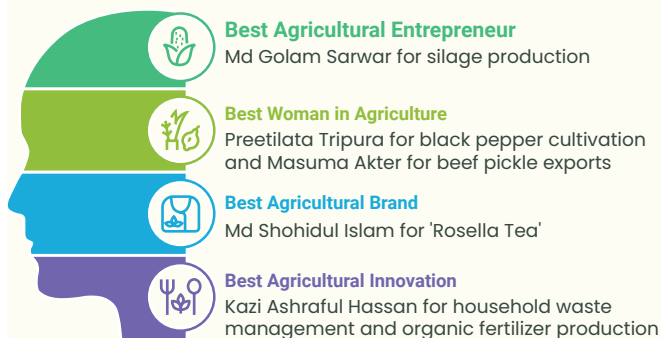 Best Agricultural Entrepreneur
Md Golam Sarwar for silage production
Best Woman in Agriculture
Preetilata Tripura for black pepper cultivation
and Masuma Akter for beef pickle exports
Best Agricultural Brand
Md Shohidul Islam for 'Rosella Tea'
Best Agricultural Innovation
Kazi Ashraful Hassan for household waste
management and organic fertilizer production